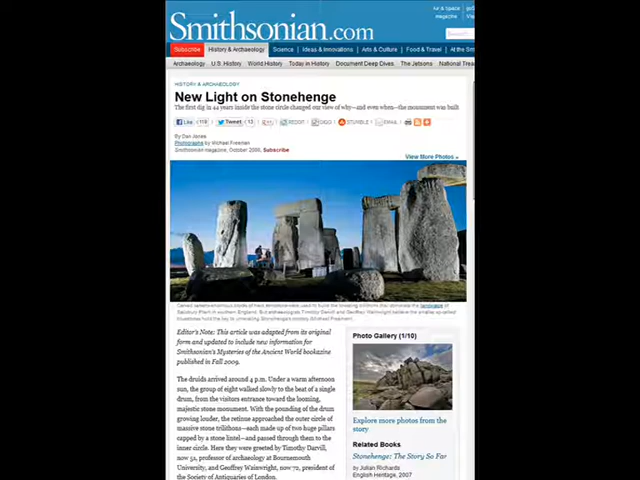 Smithsonian.com
Air & Space
magazine
Subscribe
History & Archaeology
Science
Ideas & Innovations
Arts & Culture
Food & Travel
At the Sm
Archaeology
U.S. History
World History
Today in History
Document Deep Dives
The Jetsons
National Trea
HISTORY & ARCHAEOLOGY
New Light on Stonehenge
The first dig in 44 years inside the stone circle changed our view of why—and even when—the monument was built
Like
Tweet
REDDIT
DIGG
STUMBLE
EMAIL
By Dan Jones
Photographs by Michael Freeman
Smithsonian magazine, October 2008, Subscribe
View More Photos »
Editor's Note: This article was adapted from its original
form and updated to include new information for
Smithsonian's Mysteries of the Ancient World bookazine
published in Fall 2009.
The druids arrived around 4 p.m. Under a warm afternoon
sun, the group of eight walked slowly to the beat of a single
drum, from the visitors entrance toward the looming,
majestic stone monument. With the pounding of the drum
growing louder, the retinue approached the outer circle of
massive stone trilithons—each made up of two huge pillars
capped by a stone lintel—and passed through them to the
inner circle. Here they were greeted by Timothy Darvill,
now 51, professor of archaeology at Bournemouth
University, and Geoffrey Wainwright, now 72, president of
the Society of Antiquaries of London.
Photo Gallery (1/10)
Explore more photos from the
story
Related Books
Stonehenge: The Story So Far
by Julian Richards
English Heritage, 2007